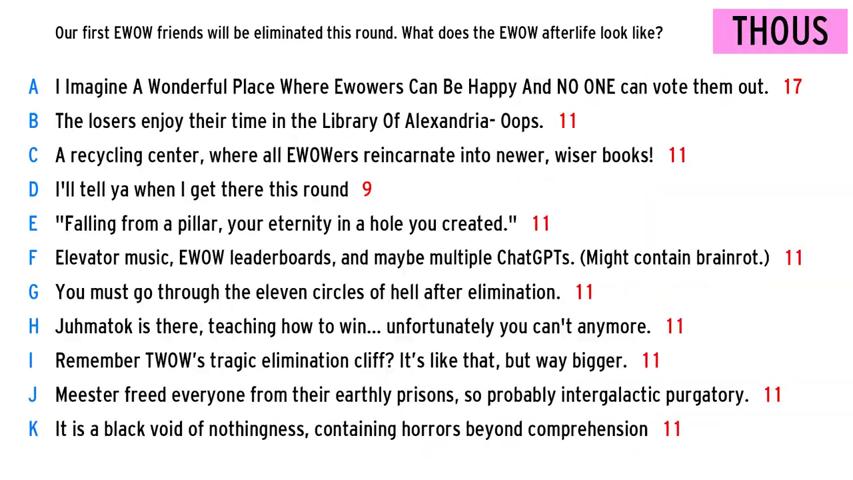 Our first EWOW friends will be eliminated this round. What does the EWOW afterlife look like?
THOUS
A I Imagine A Wonderful Place Where Ewowers Can Be Happy And NO ONE can vote them out. 17
B The losers enjoy their time in the Library Of Alexandria- Oops. 11
C A recycling center, where all EWOWers reincarnate into newer, wiser books! 11
D I'll tell ya when I get there this round 9
E "Falling from a pillar, your eternity in a hole you created." 11
F Elevator music, EWOW leaderboards, and maybe multiple ChatGPTs. (Might contain brainrot.) 11
G You must go through the eleven circles of hell after elimination. 11
H Juhmatok is there, teaching how to win... unfortunately you can't anymore. 11
I Remember TWOW’s tragic elimination cliff? It’s like that, but way bigger. 11
J Meester freed everyone from their earthly prisons, so probably intergalactic purgatory. 11
K It is a black void of nothingness, containing horrors beyond comprehension 11